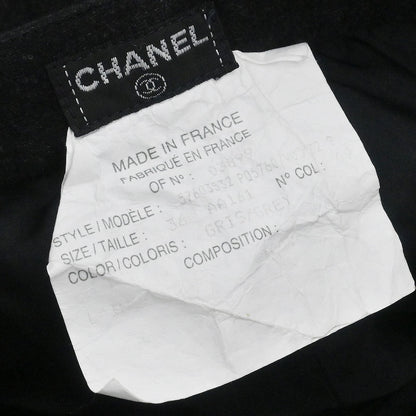 CHANEL
MADE IN FRANCE
FABRIQUÉ EN FRANCE
OF Nº :
STYLE / MODÈLE :
SIZE / TAILLE : 36 Nº COL :
COLOR / COLORIS : GRIS/GREY
COMPOSITION :